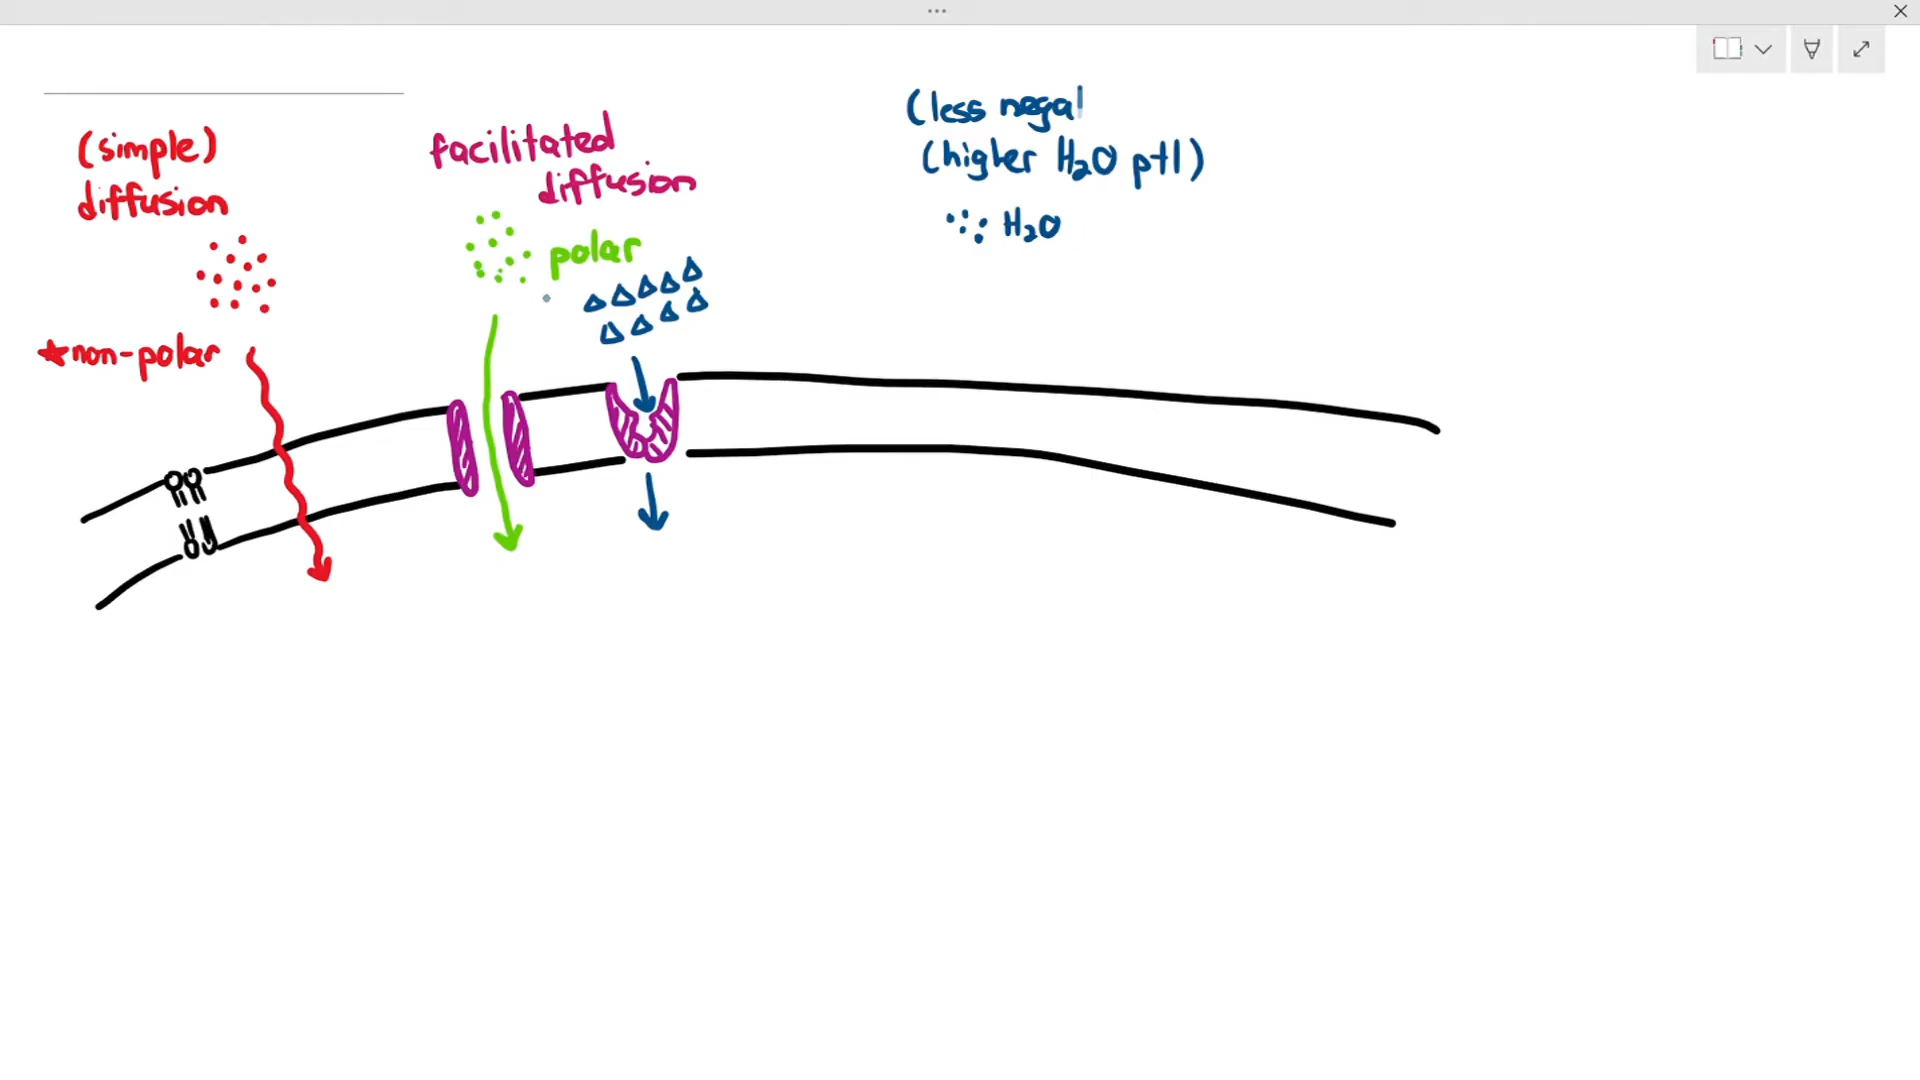 (simple)
diffusion
★non-polar
facilitated
diffusion
polar
(less nega
(higher H₂O ptl)
H₂O